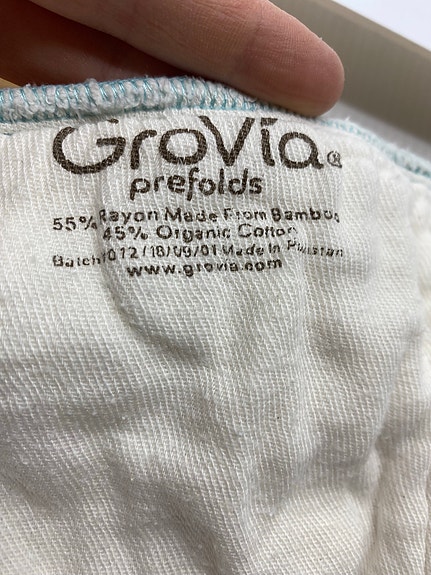 GroVia®
prefolds
55% Rayon Made From Bamboo
45% Organic Cotton
Batch 1012/18/09/01 Made In Pakistan
www.grovia.com